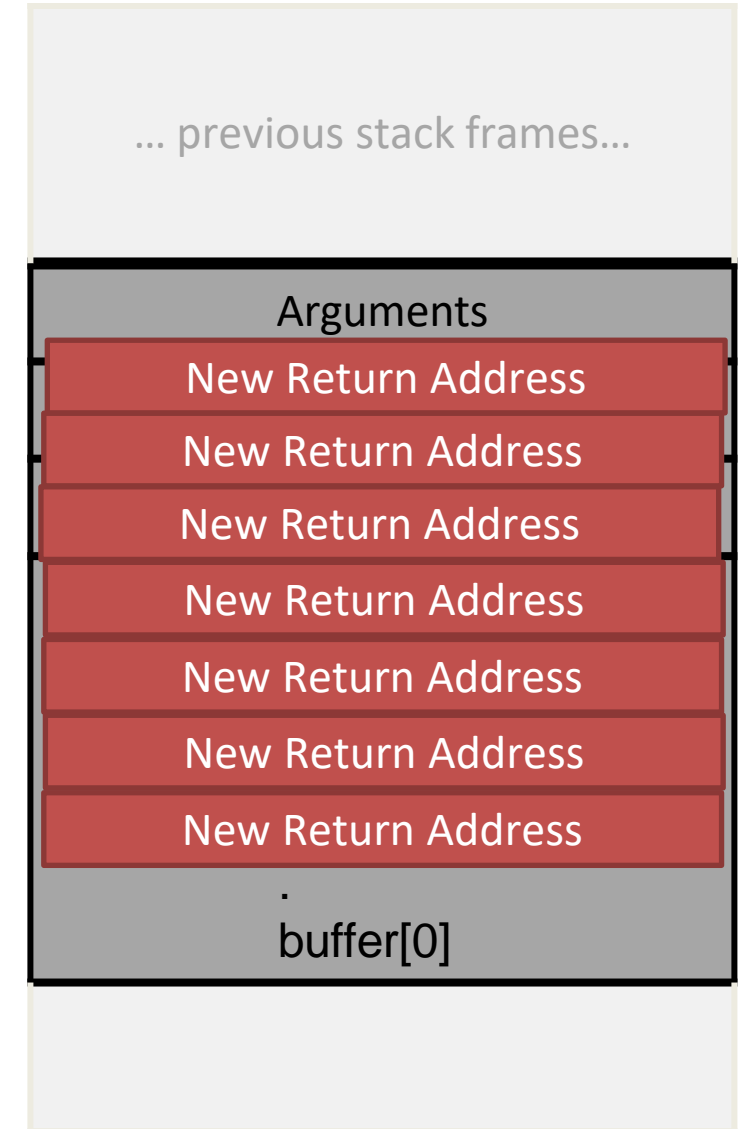 ... previous stack frames...
Arguments
New Return Address
New Return Address
New Return Address
New Return Address
New Return Address
New Return Address
New Return Address
.
buffer[0]